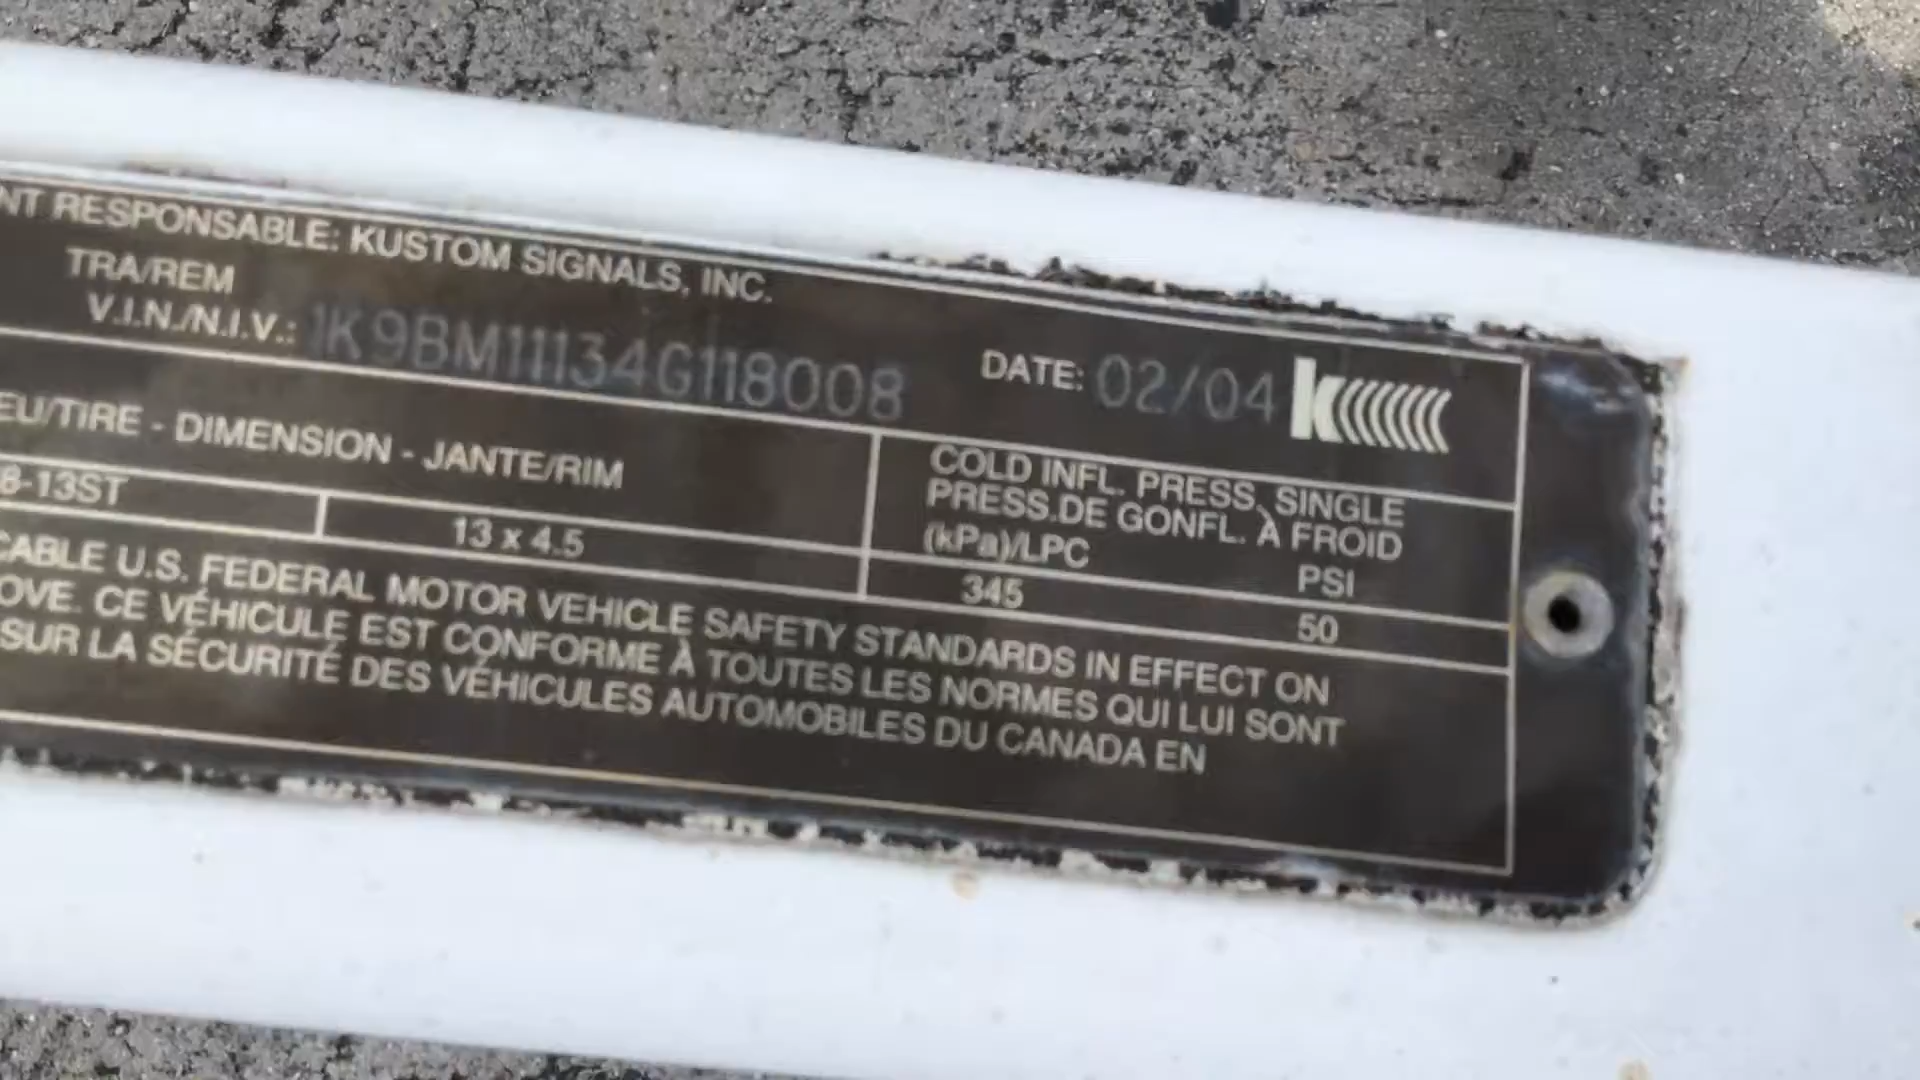 NT RESPONSABLE: KUSTOM SIGNALS, INC.
TRA/REM
V.I.N./N.I.V.: 1K9BM11134G118008 DATE: 02/04 K
EU/TIRE - DIMENSION - JANTE/RIM
COLD INFL. PRESS. SINGLE
PRESS.DE GONFL. À FROID
(kPa)/LPC PSI
8-13ST 13 x 4.5 345 50
CABLE U.S. FEDERAL MOTOR VEHICLE SAFETY STANDARDS IN EFFECT ON
OVE. CE VÉHICULE EST CONFORME À TOUTES LES NORMES QUI LUI SONT
SUR LA SÉCURITÉ DES VÉHICULES AUTOMOBILES DU CANADA EN